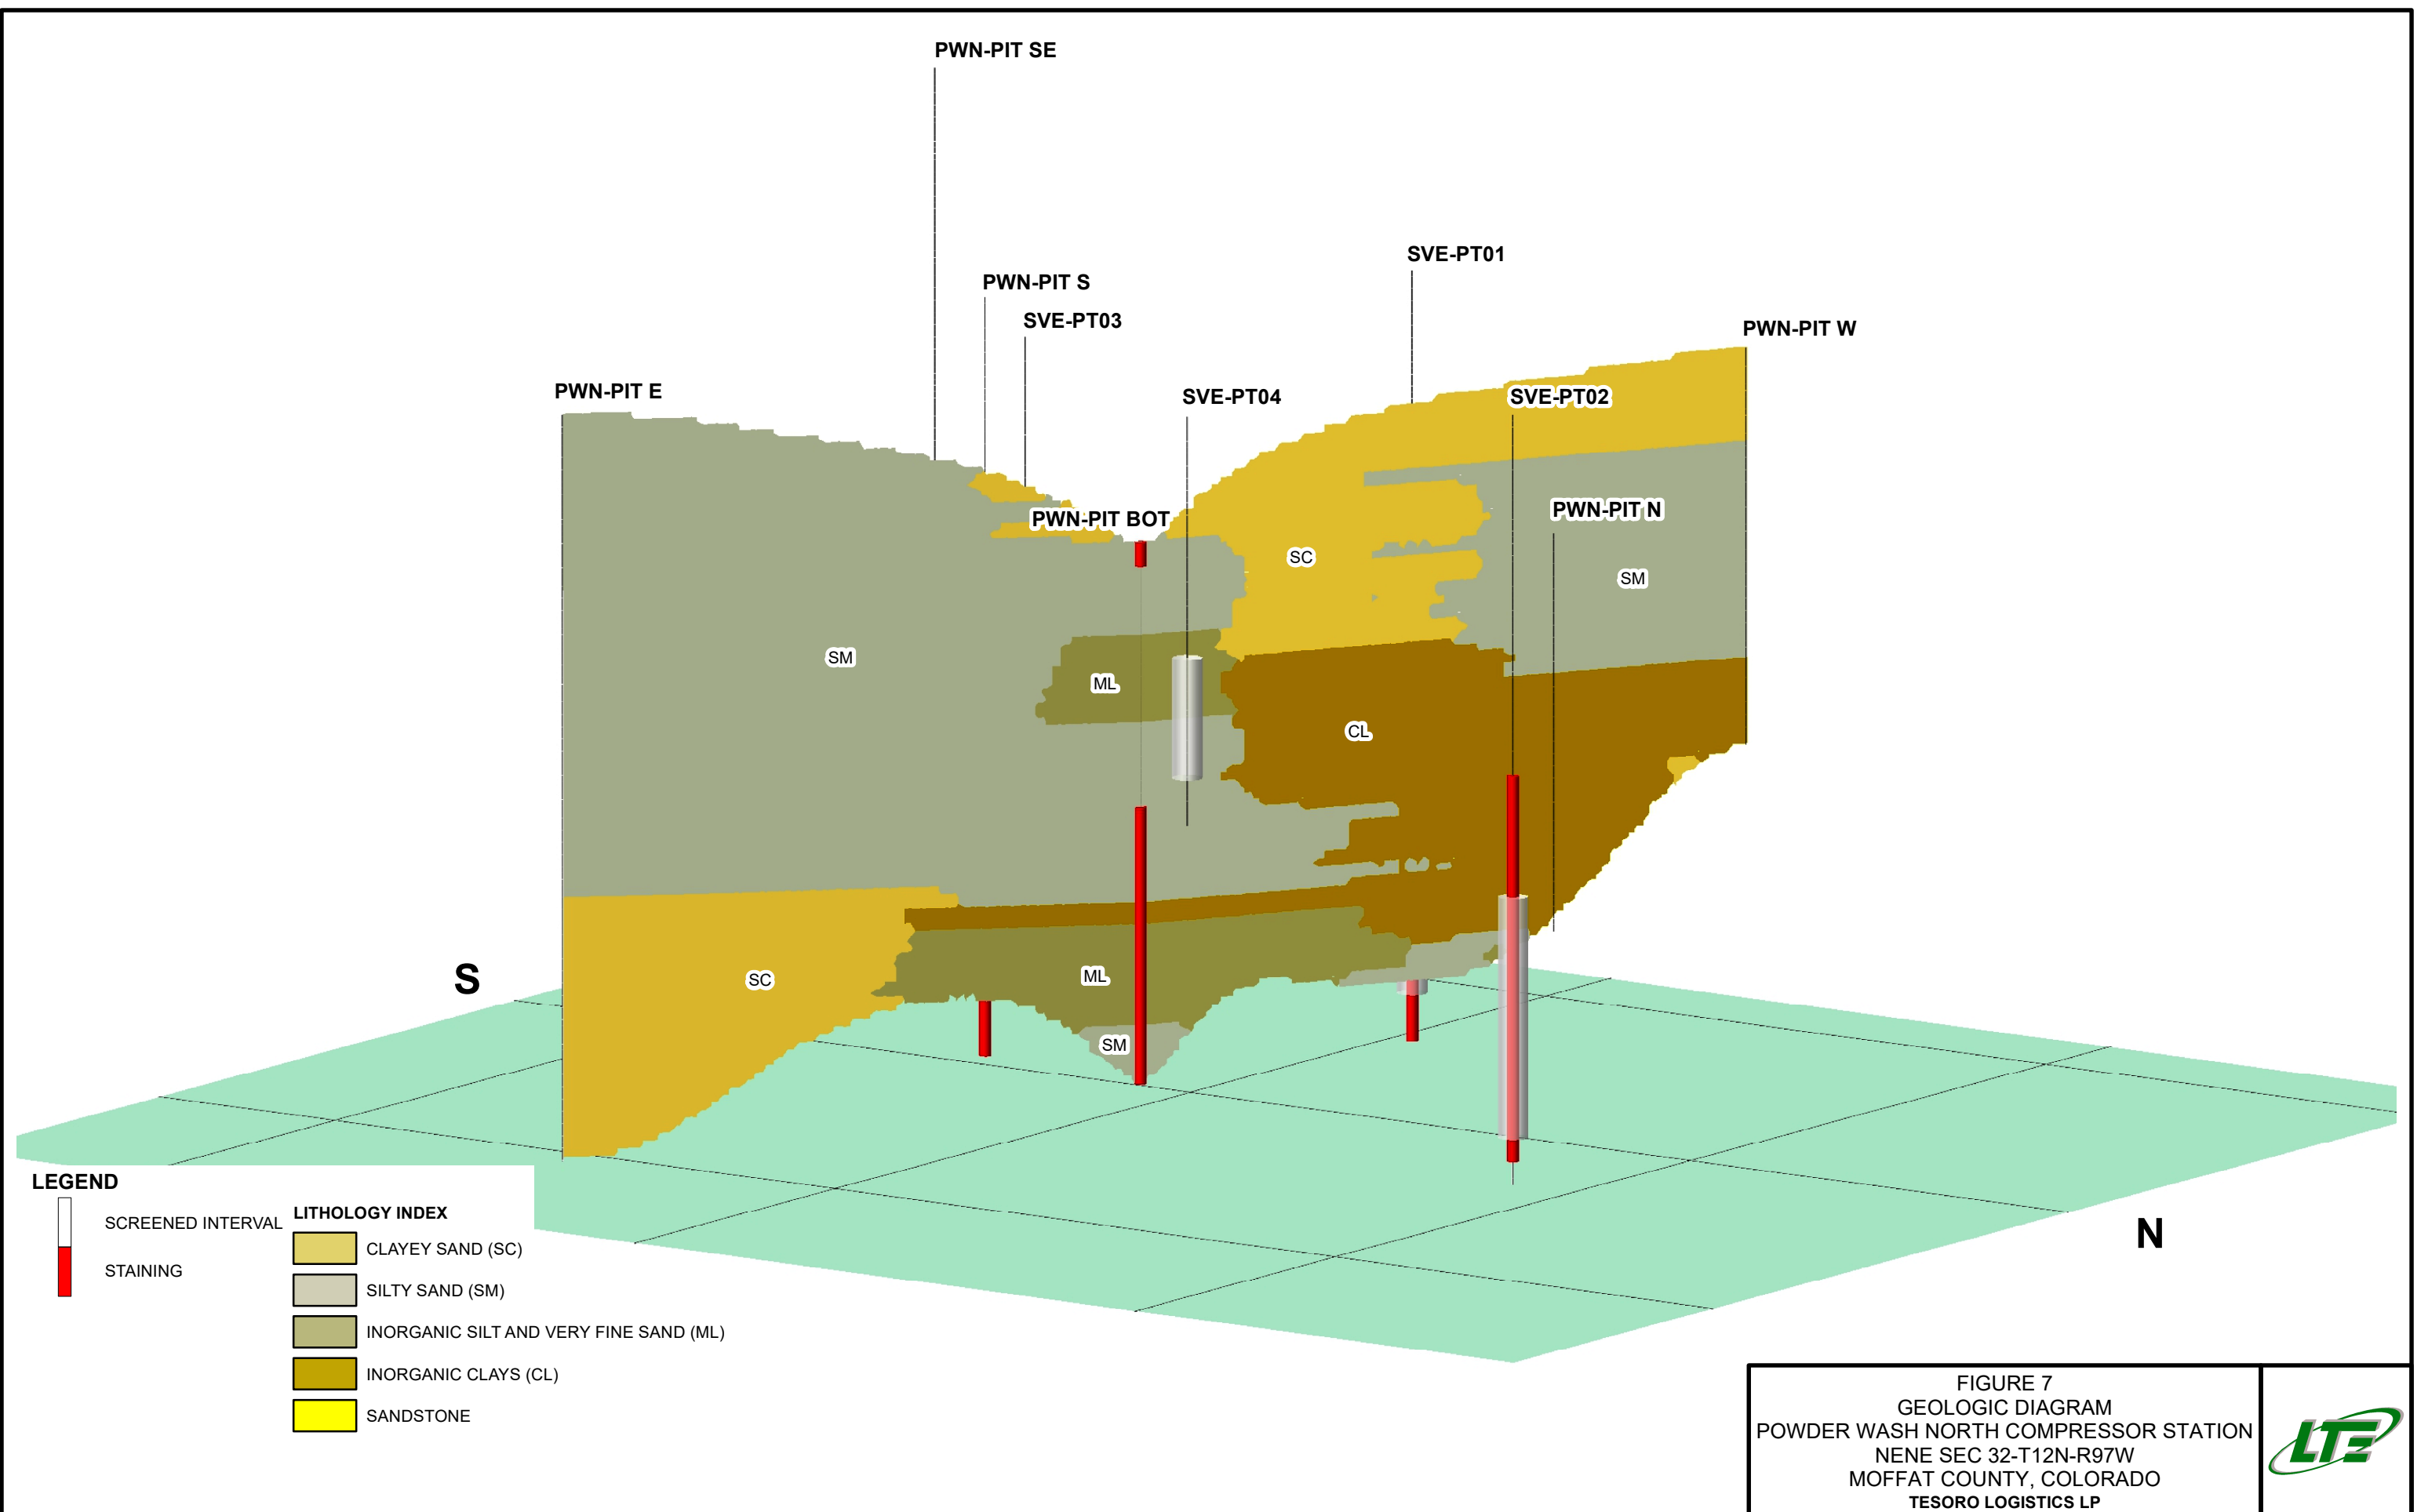 PWN-PIT SE
SVE-PT01
PWN-PIT S
SVE-PT03
PWN-PIT W
PWN-PIT E
SVE-PT04
SVE-PT02
PWN-PIT N
PWN-PIT BOT
SC
SM
SM
ML
CL
S
SC
ML
SM
N
LEGEND
SCREENED INTERVAL
STAINING
LITHOLOGY INDEX
CLAYEY SAND (SC)
SILTY SAND (SM)
INORGANIC SILT AND VERY FINE SAND (ML)
INORGANIC CLAYS (CL)
SANDSTONE
FIGURE 7
GEOLOGIC DIAGRAM
POWDER WASH NORTH COMPRESSOR STATION
NENE SEC 32-T12N-R97W
MOFFAT COUNTY, COLORADO
TESORO LOGISTICS LP
LTE